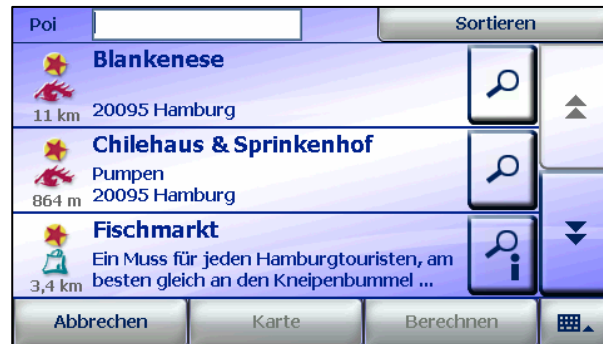 Poi
Sortieren
Blankenese
11 km
20095 Hamburg
Chilehaus & Sprinkenhof
Pumpen
864 m
20095 Hamburg
Fischmarkt
Ein Muss für jeden Hamburgtouristen, am
3,4 km
besten gleich an den Kneipenbummel ...
i
Abbrechen
Karte
Berechnen